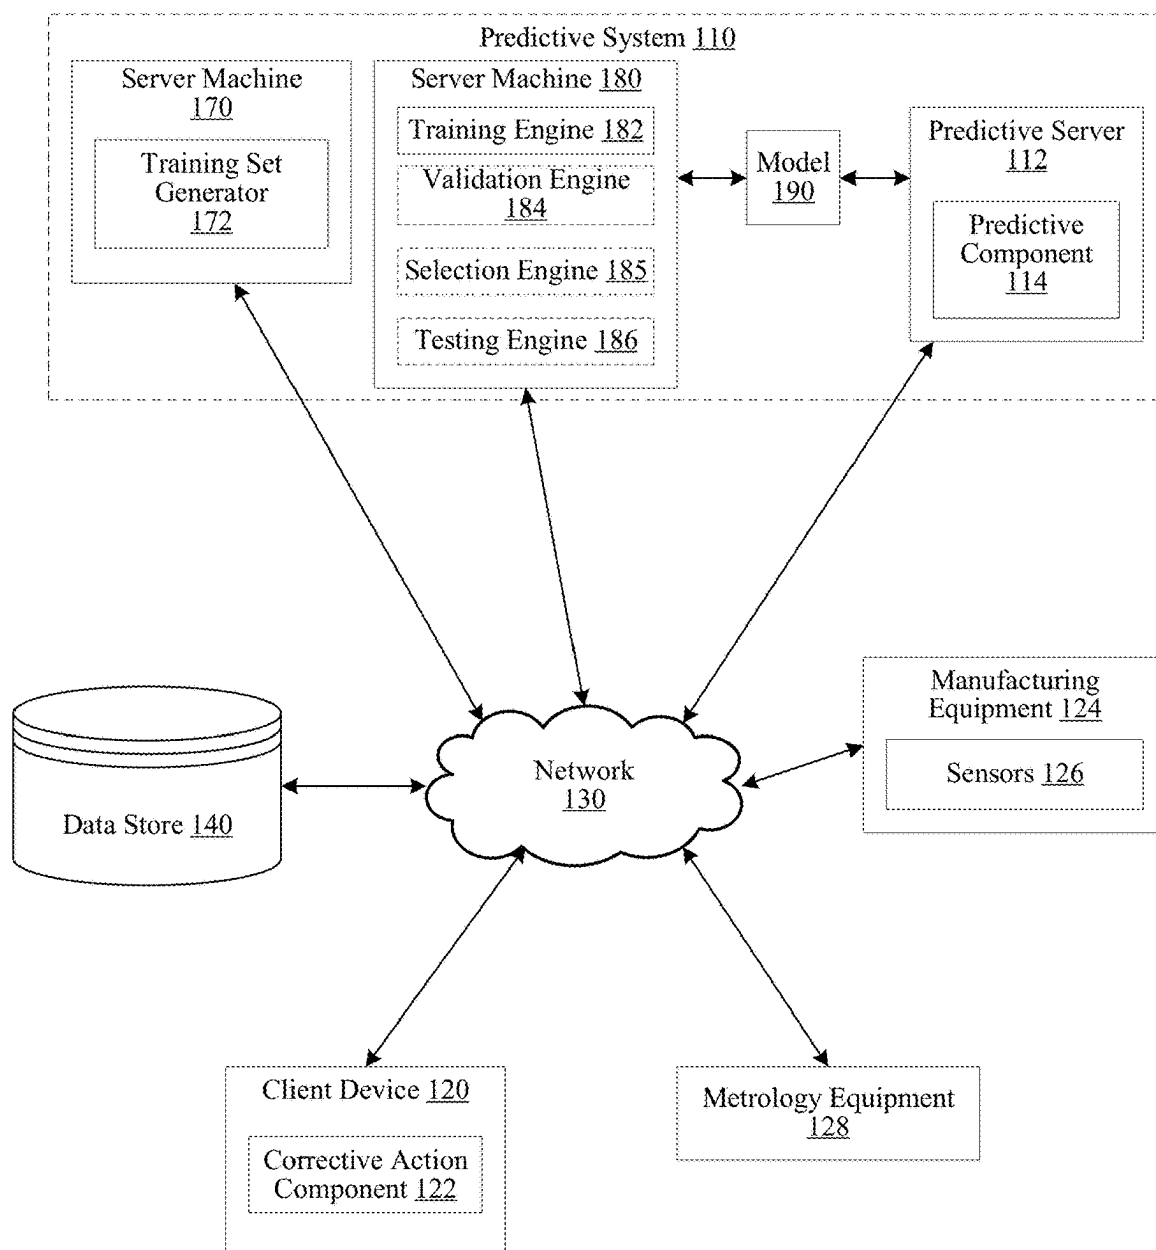 Predictive System 110
Server Machine
170
Training Set
Generator
172
Server Machine 180
Training Engine 182
Validation Engine
184
Selection Engine 185
Testing Engine 186
Model
190
Predictive Server
112
Predictive
Component
114
Manufacturing
Equipment 124
Sensors 126
Network
130
Data Store 140
Client Device 120
Corrective Action
Component 122
Metrology Equipment
128